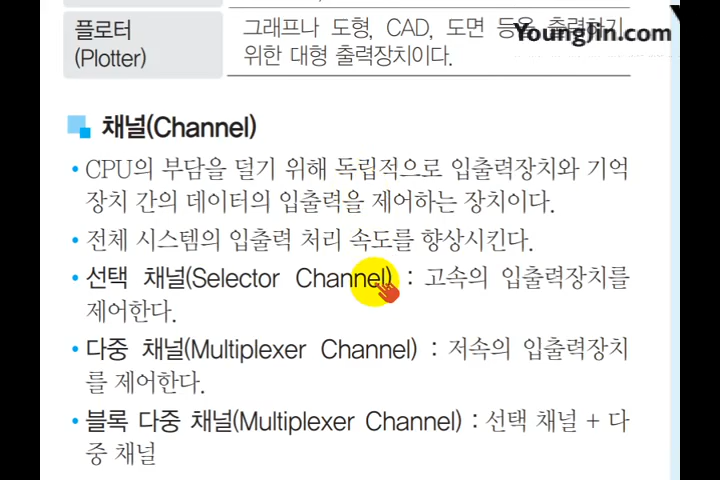 플로터
(Plotter)
그래프나 도형, CAD, 도면 등을 출력하기
위한 대형 출력장치이다.
YoungJin.com
채널(Channel)
• CPU의 부담을 덜기 위해 독립적으로 입출력장치와 기억
장치 간의 데이터의 입출력을 제어하는 장치이다.
• 전체 시스템의 입출력 처리 속도를 향상시킨다.
• 선택 채널(Selector Channel) : 고속의 입출력장치를
제어한다.
• 다중 채널(Multiplexer Channel) : 저속의 입출력장치
를 제어한다.
• 블록 다중 채널(Multiplexer Channel) : 선택 채널 + 다
중 채널